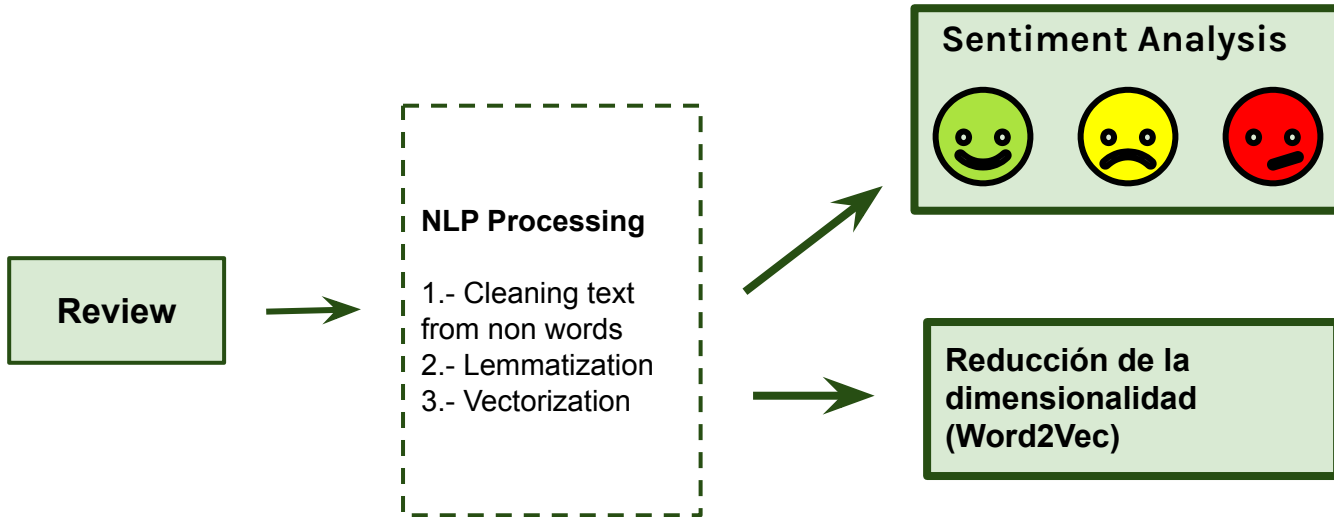 Review
NLP Processing
1.- Cleaning text
from non words
2.- Lemmatization
3.- Vectorization
Sentiment Analysis
Reducción de la
dimensionalidad
(Word2Vec)